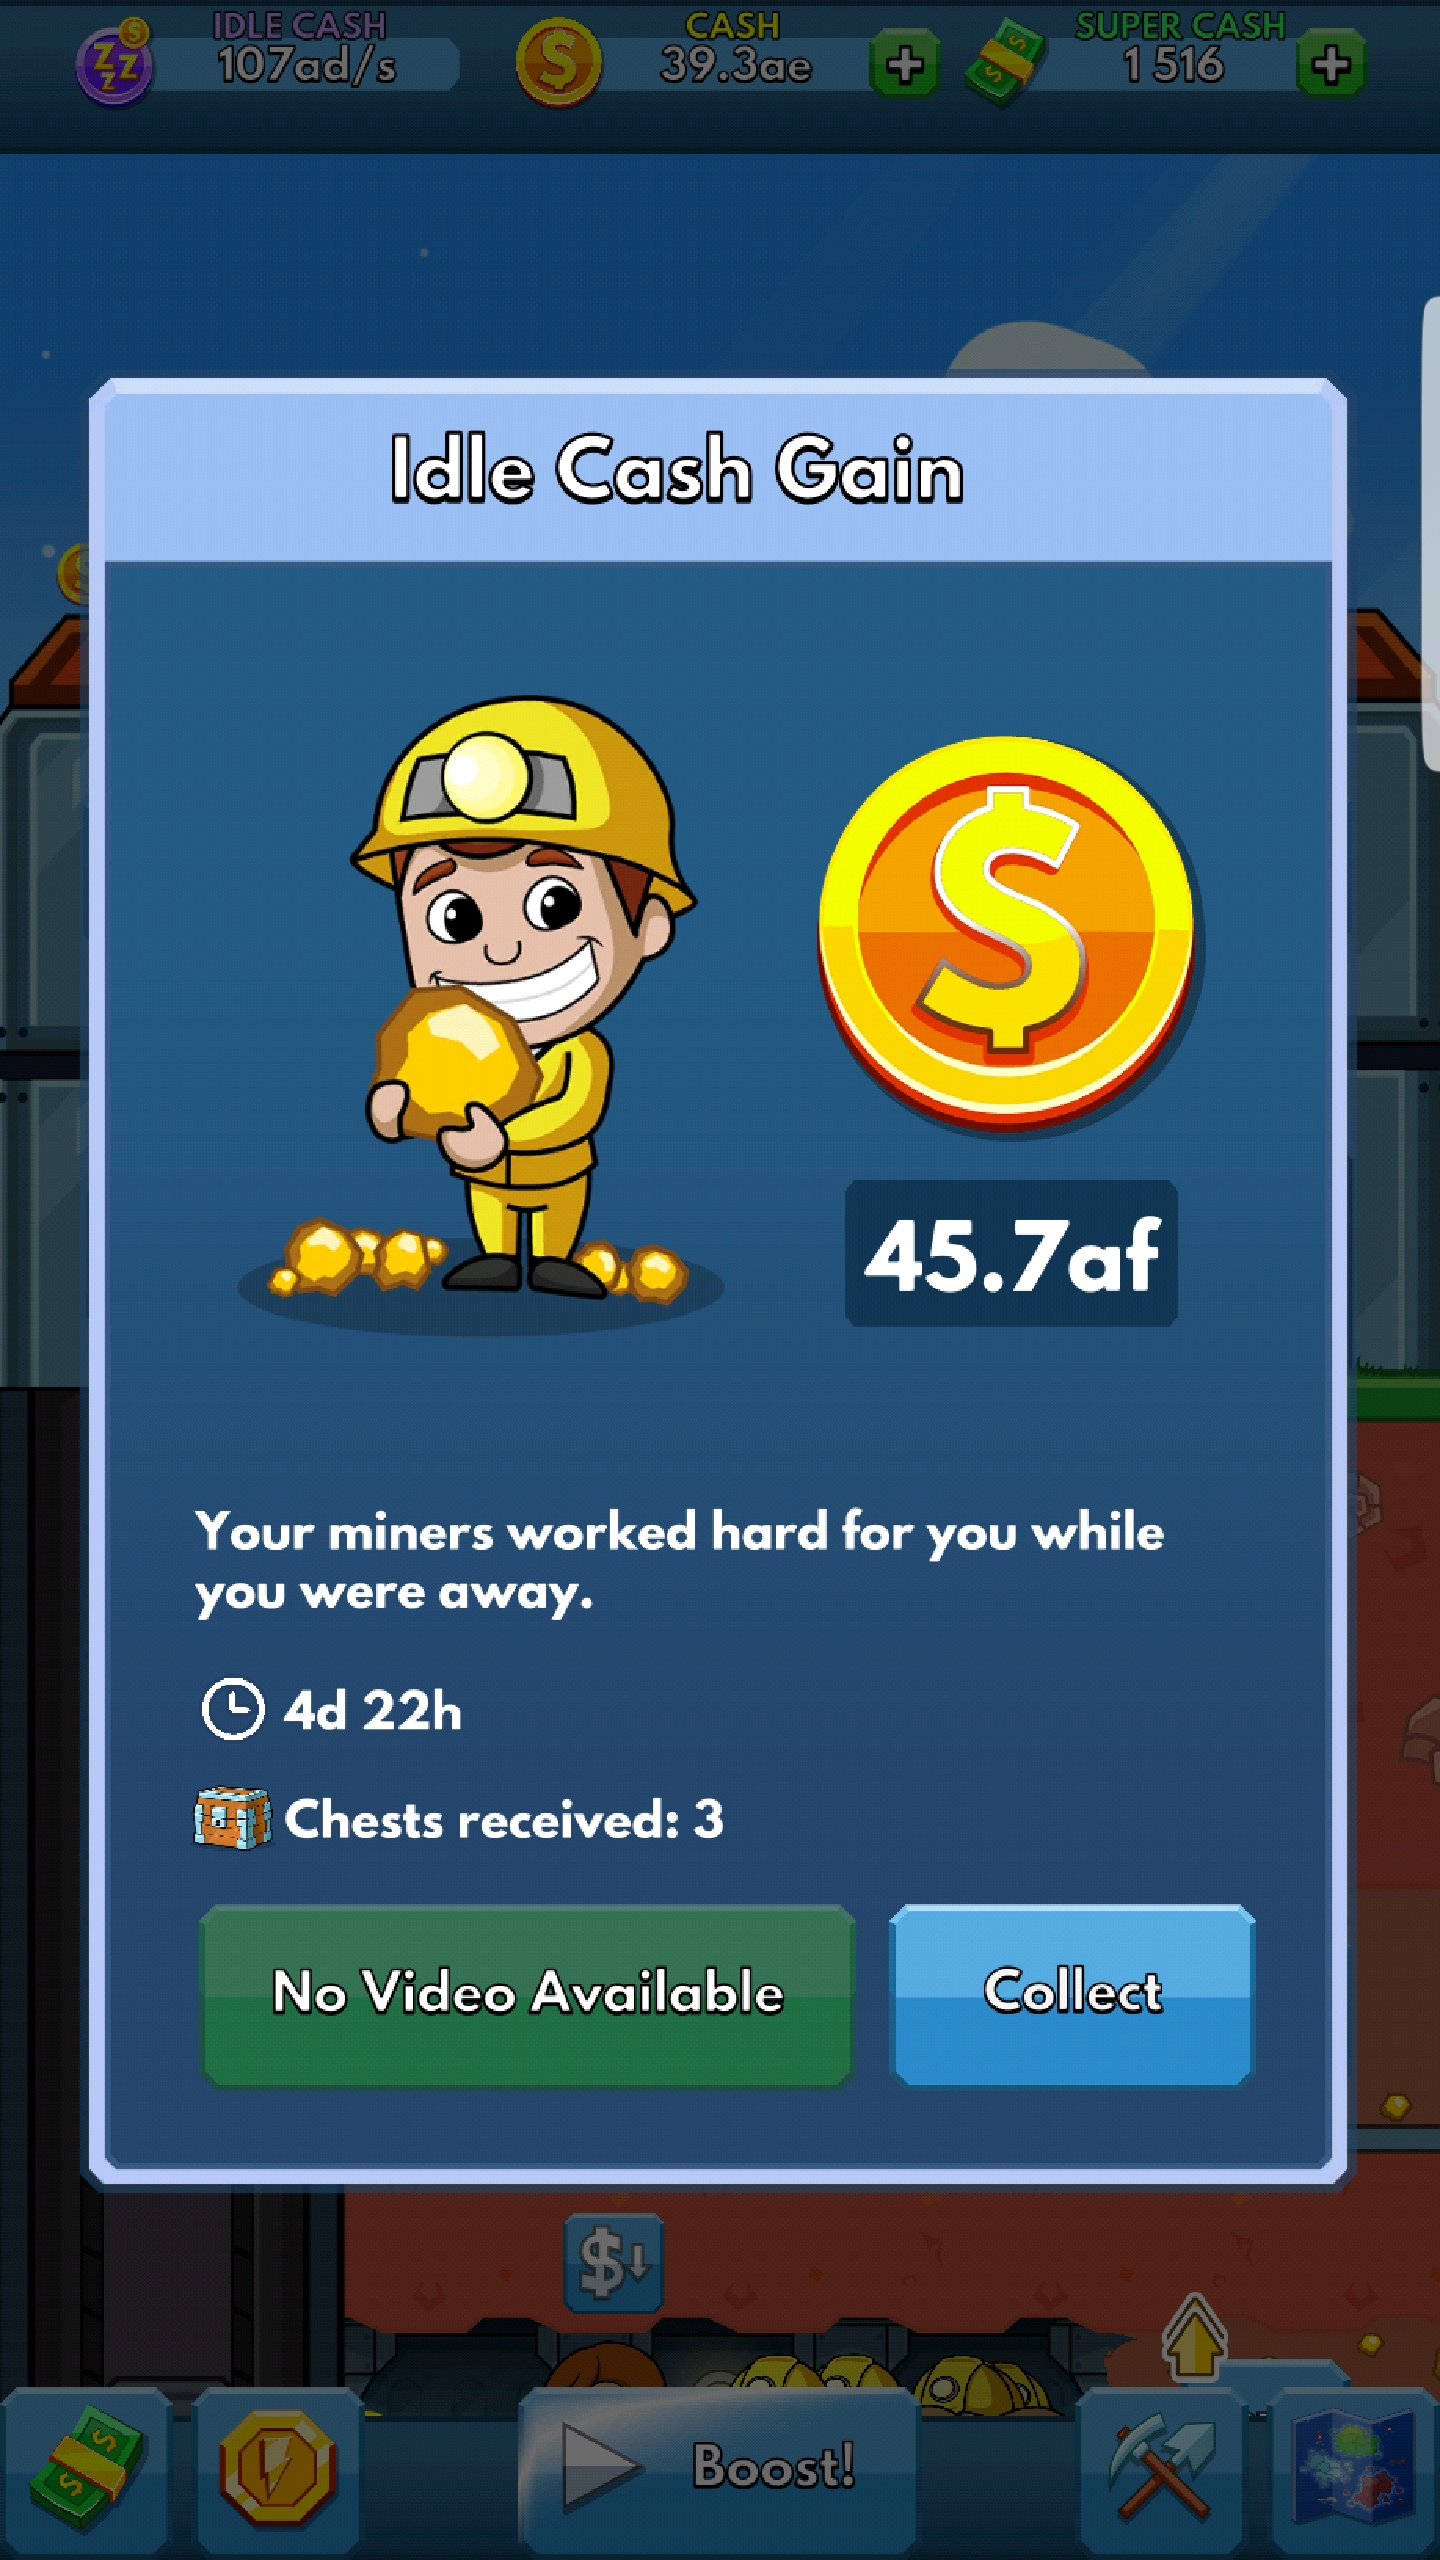 IDLE CASH
107ad/s
CASH
39.3ae
SUPER CASH
1 516
Idle Cash Gain
45.7af
Your miners worked hard for you while
you were away.
4d 22h
Chests received: 3
No Video Available
Collect
Boost!